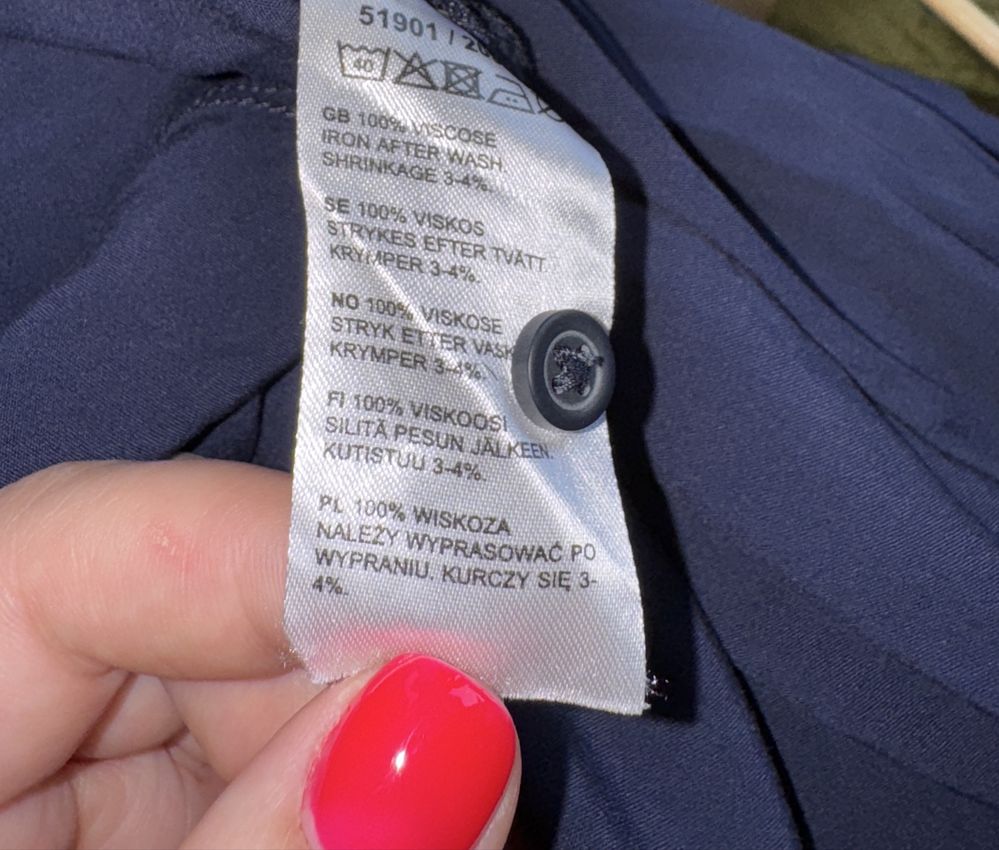 51901 / 20
40
GB 100% VISCOSE
IRON AFTER WASH.
SHRINKAGE 3-4%.
SE 100% VISKOS
STRYKES EFTER TVÄTT.
KRYMPER 3-4%.
NO 100% VISKOSE
STRYK ETTER VASK
KRYMPER 3-4%.
FI 100% VISKOOSI
SILITÄ PESUN JÄLKEEN.
KUTISTUU 3-4%.
PL 100% WISKOZA
NALEŻY WYPRASOWAĆ PO
WYPRANIU. KURCZY SIĘ 3-
4%.